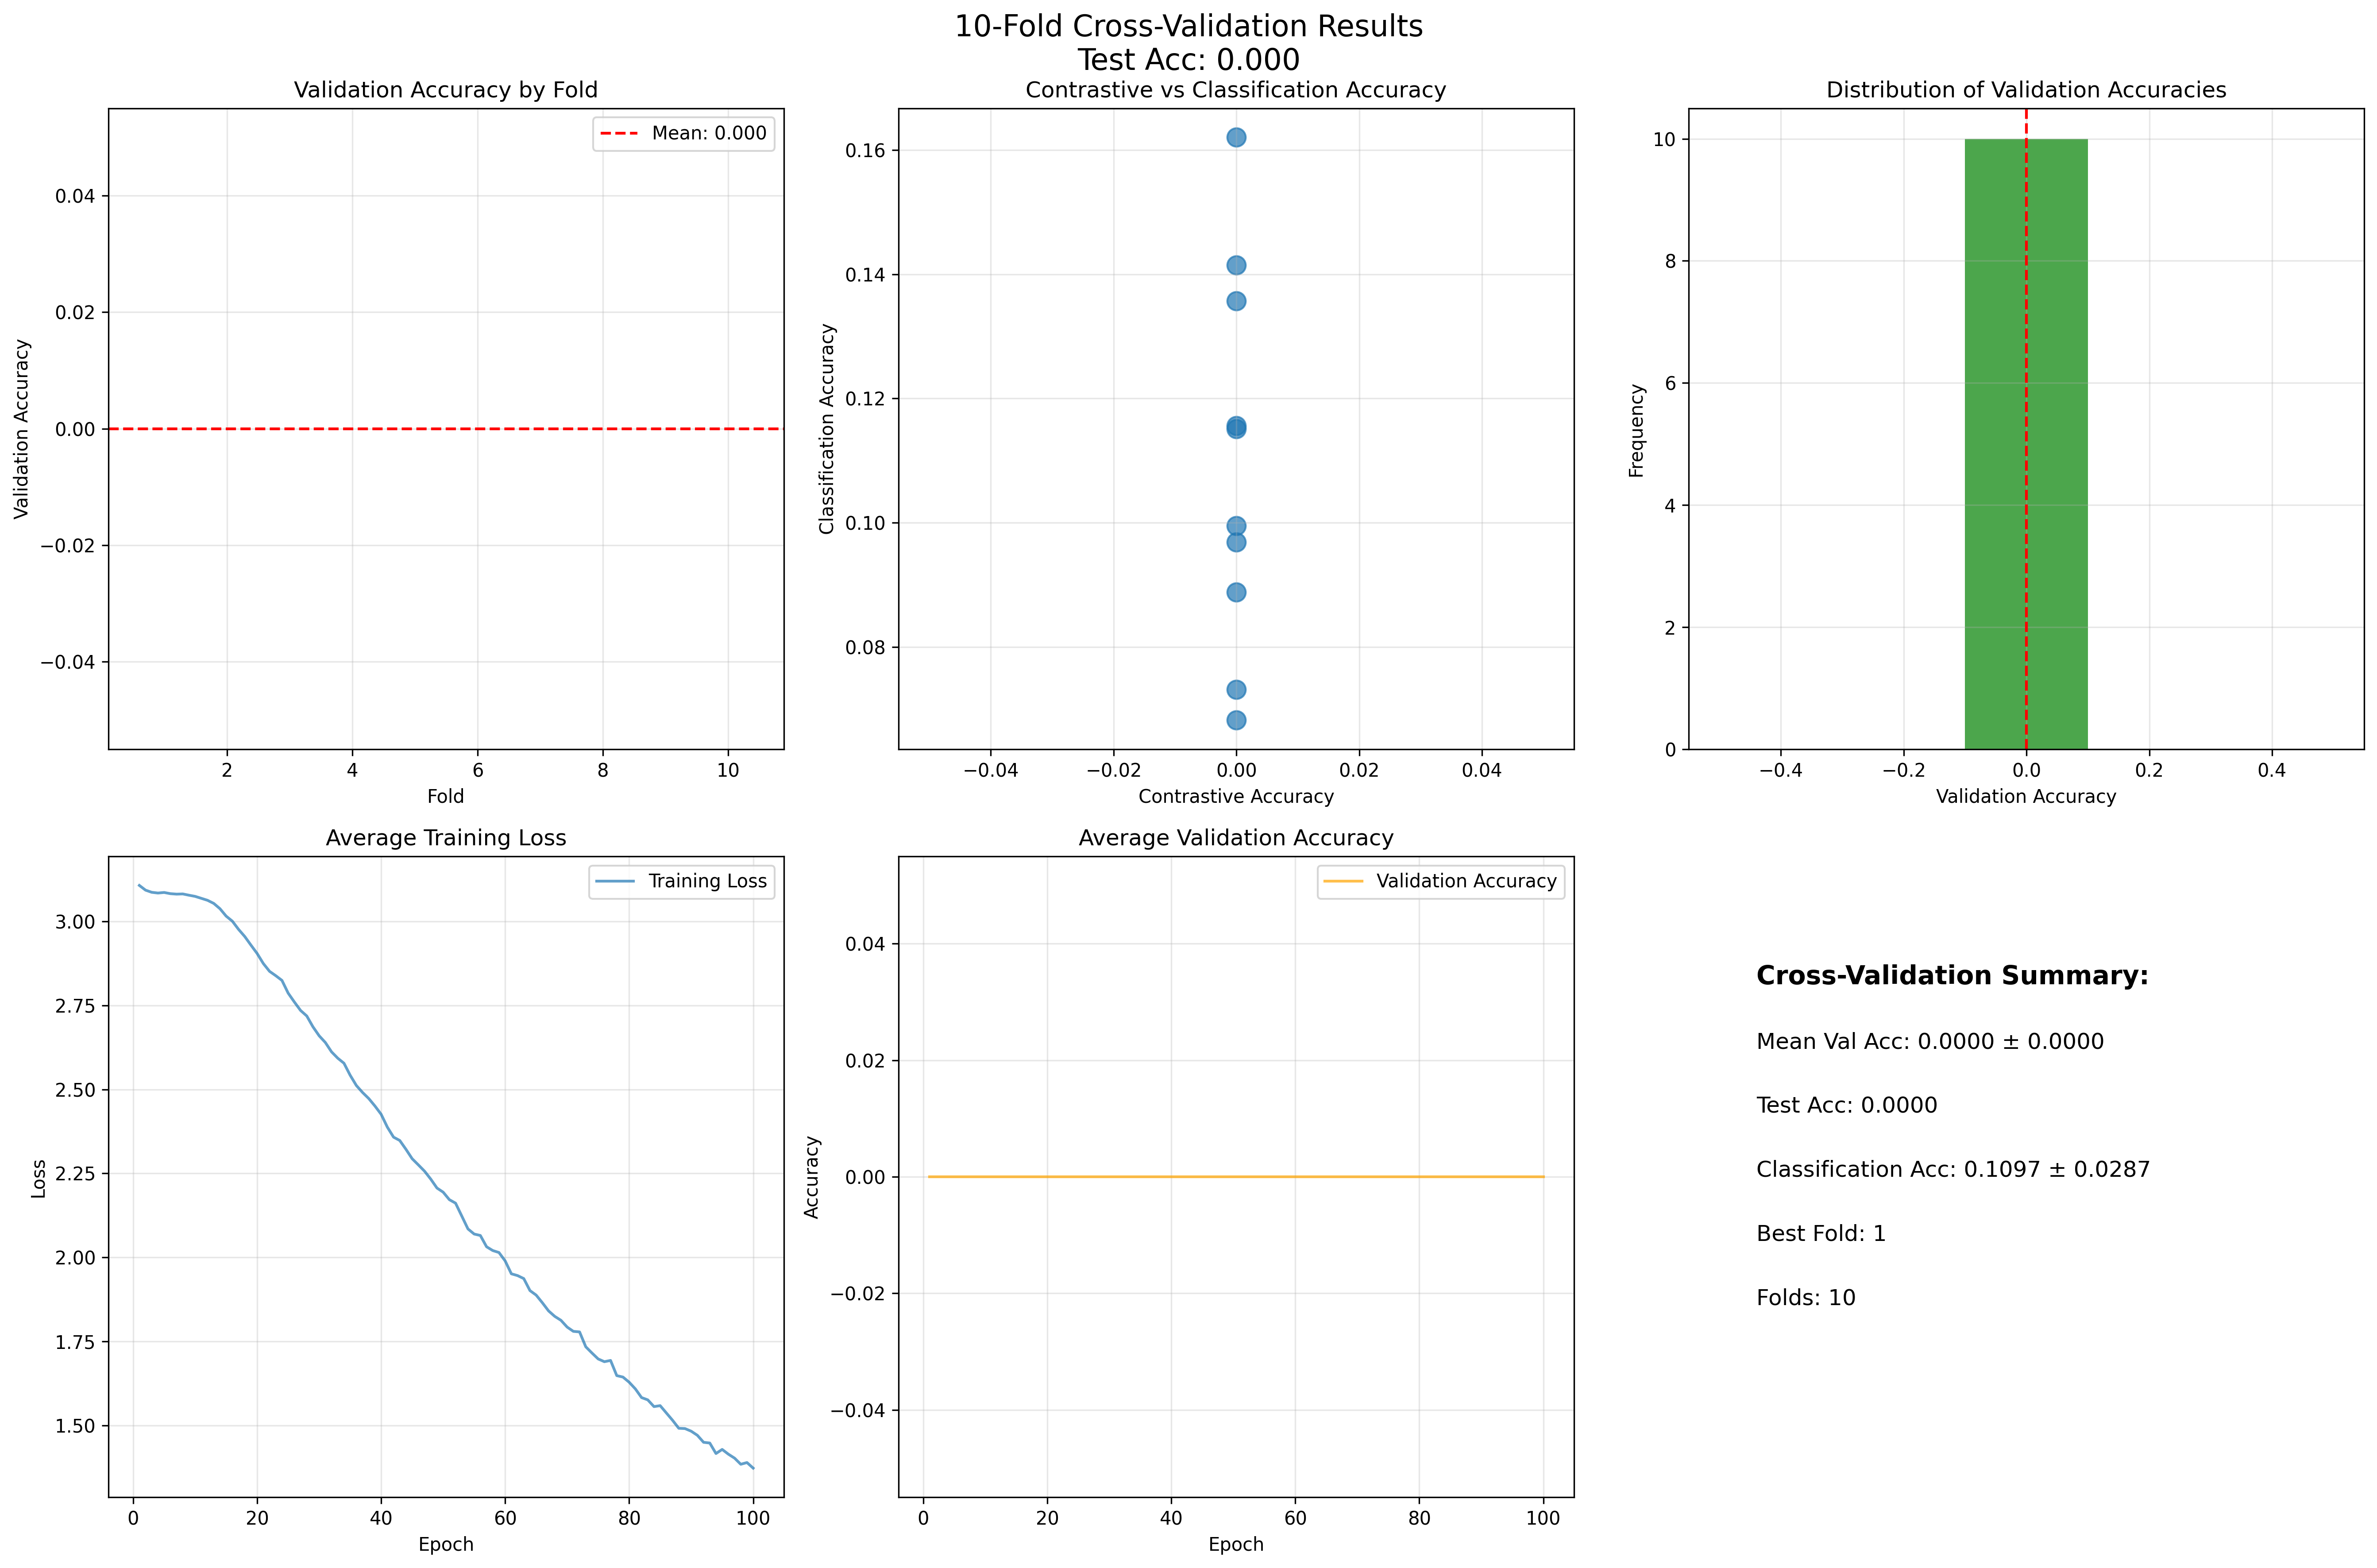 10-Fold Cross-Validation Results
Test Acc: 0.000
Validation Accuracy by Fold
Mean: 0.000
0.04
0.02
0.00
−0.02
−0.04
Validation Accuracy
2 4 6 8 10
Fold
Contrastive vs Classification Accuracy
0.16
0.14
0.12
0.10
0.08
Classification Accuracy
−0.04 −0.02 0.00 0.02 0.04
Contrastive Accuracy
Distribution of Validation Accuracies
10
8
6
4
2
0
Frequency
−0.4 −0.2 0.0 0.2 0.4
Validation Accuracy
Average Training Loss
Training Loss
3.00
2.75
2.50
2.25
2.00
1.75
1.50
Loss
0 20 40 60 80 100
Epoch
Average Validation Accuracy
Validation Accuracy
0.04
0.02
0.00
−0.02
−0.04
Accuracy
0 20 40 60 80 100
Epoch
Cross-Validation Summary:
Mean Val Acc: 0.0000 ± 0.0000
Test Acc: 0.0000
Classification Acc: 0.1097 ± 0.0287
Best Fold: 1
Folds: 10